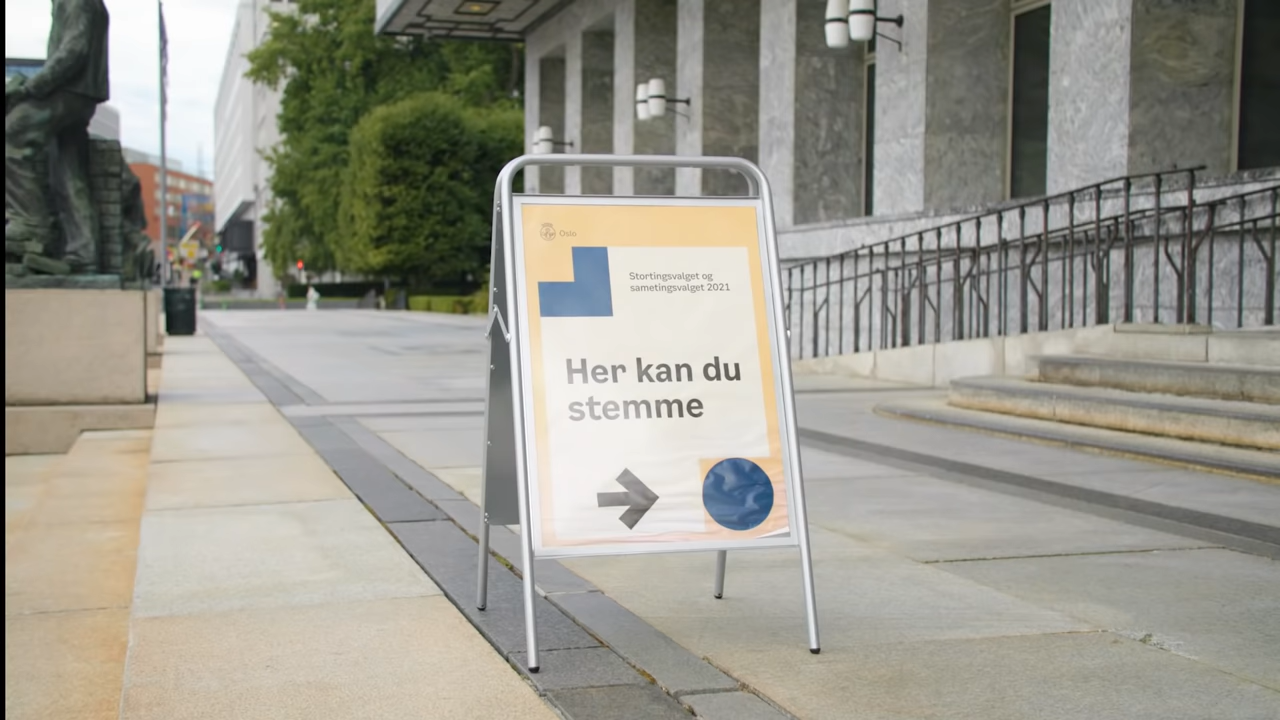 Oslo
Stortingsvalget og
sametingsvalget 2021
Her kan du
stemme